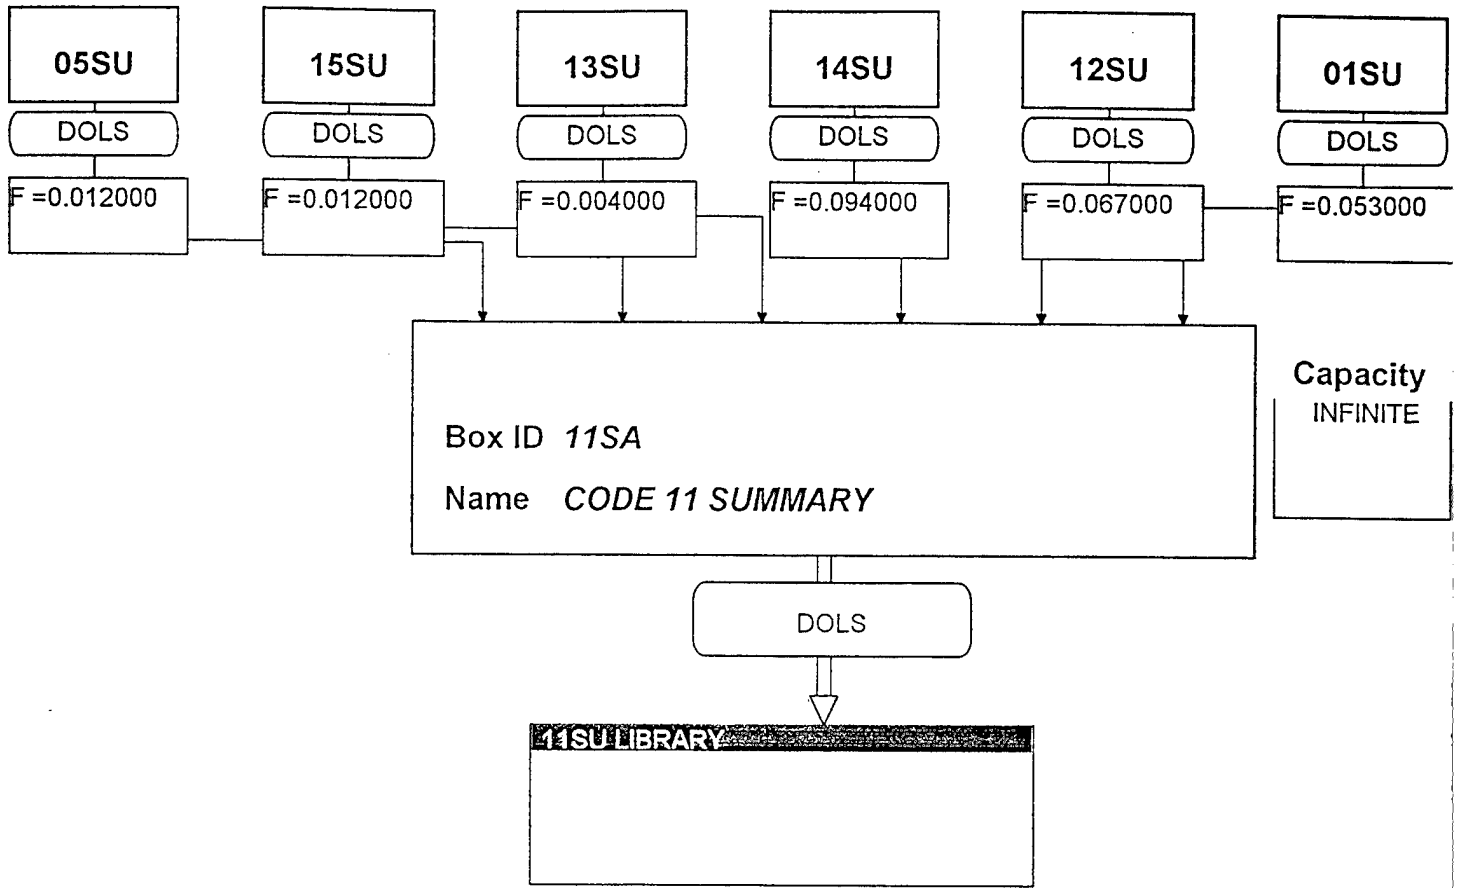 05SU
15SU
13SU
14SU
12SU
01SU
DOLS
DOLS
DOLS
DOLS
DOLS
DOLS
F =0.012000
F =0.012000
F =0.004000
F =0.094000
F =0.067000
F =0.053000
Capacity
INFINITE
Box ID 11SA
Name CODE 11 SUMMARY
DOLS
11SU LIBRARY